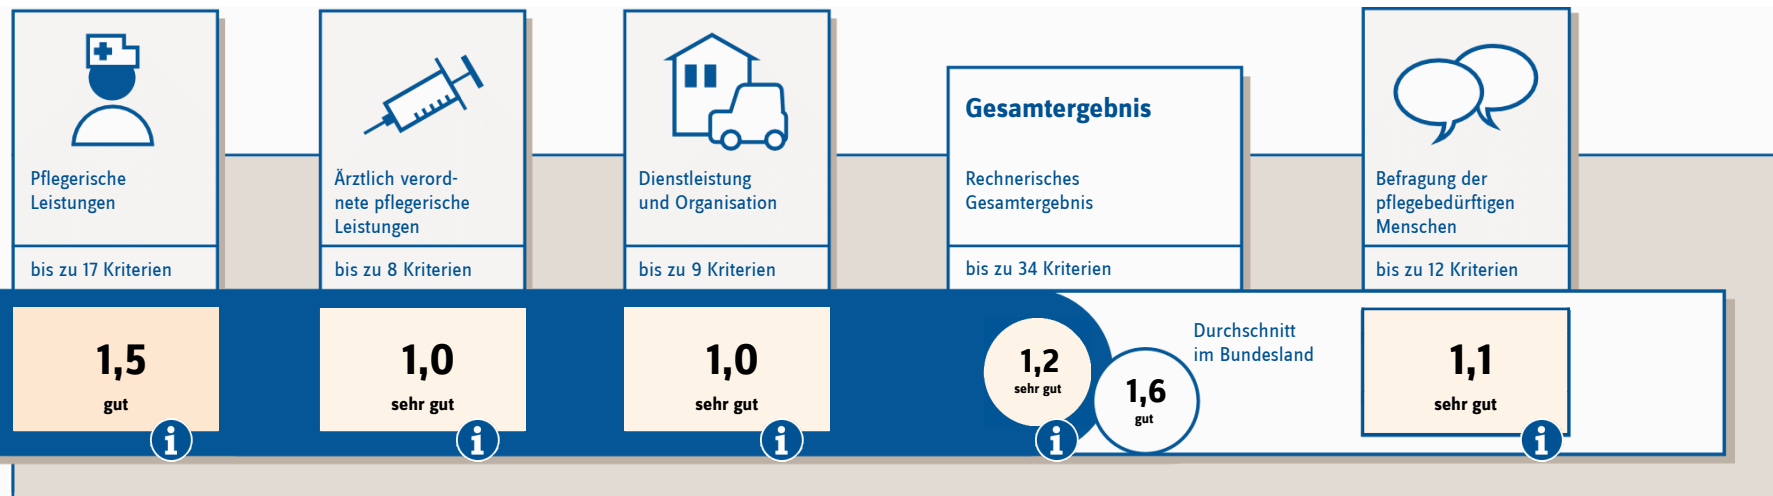 Pflegerische
Leistungen
bis zu 17 Kriterien
1,5
gut
i
Ärztlich verord-
nete pflegerische
Leistungen
bis zu 8 Kriterien
1,0
sehr gut
i
Dienstleistung
und Organisation
bis zu 9 Kriterien
1,0
sehr gut
i
Gesamtergebnis
Rechnerisches
Gesamtergebnis
bis zu 34 Kriterien
1,2
sehr gut
i
1,6
gut
Durchschnitt
im Bundesland
Befragung der
pflegebedürftigen
Menschen
bis zu 12 Kriterien
1,1
sehr gut
i